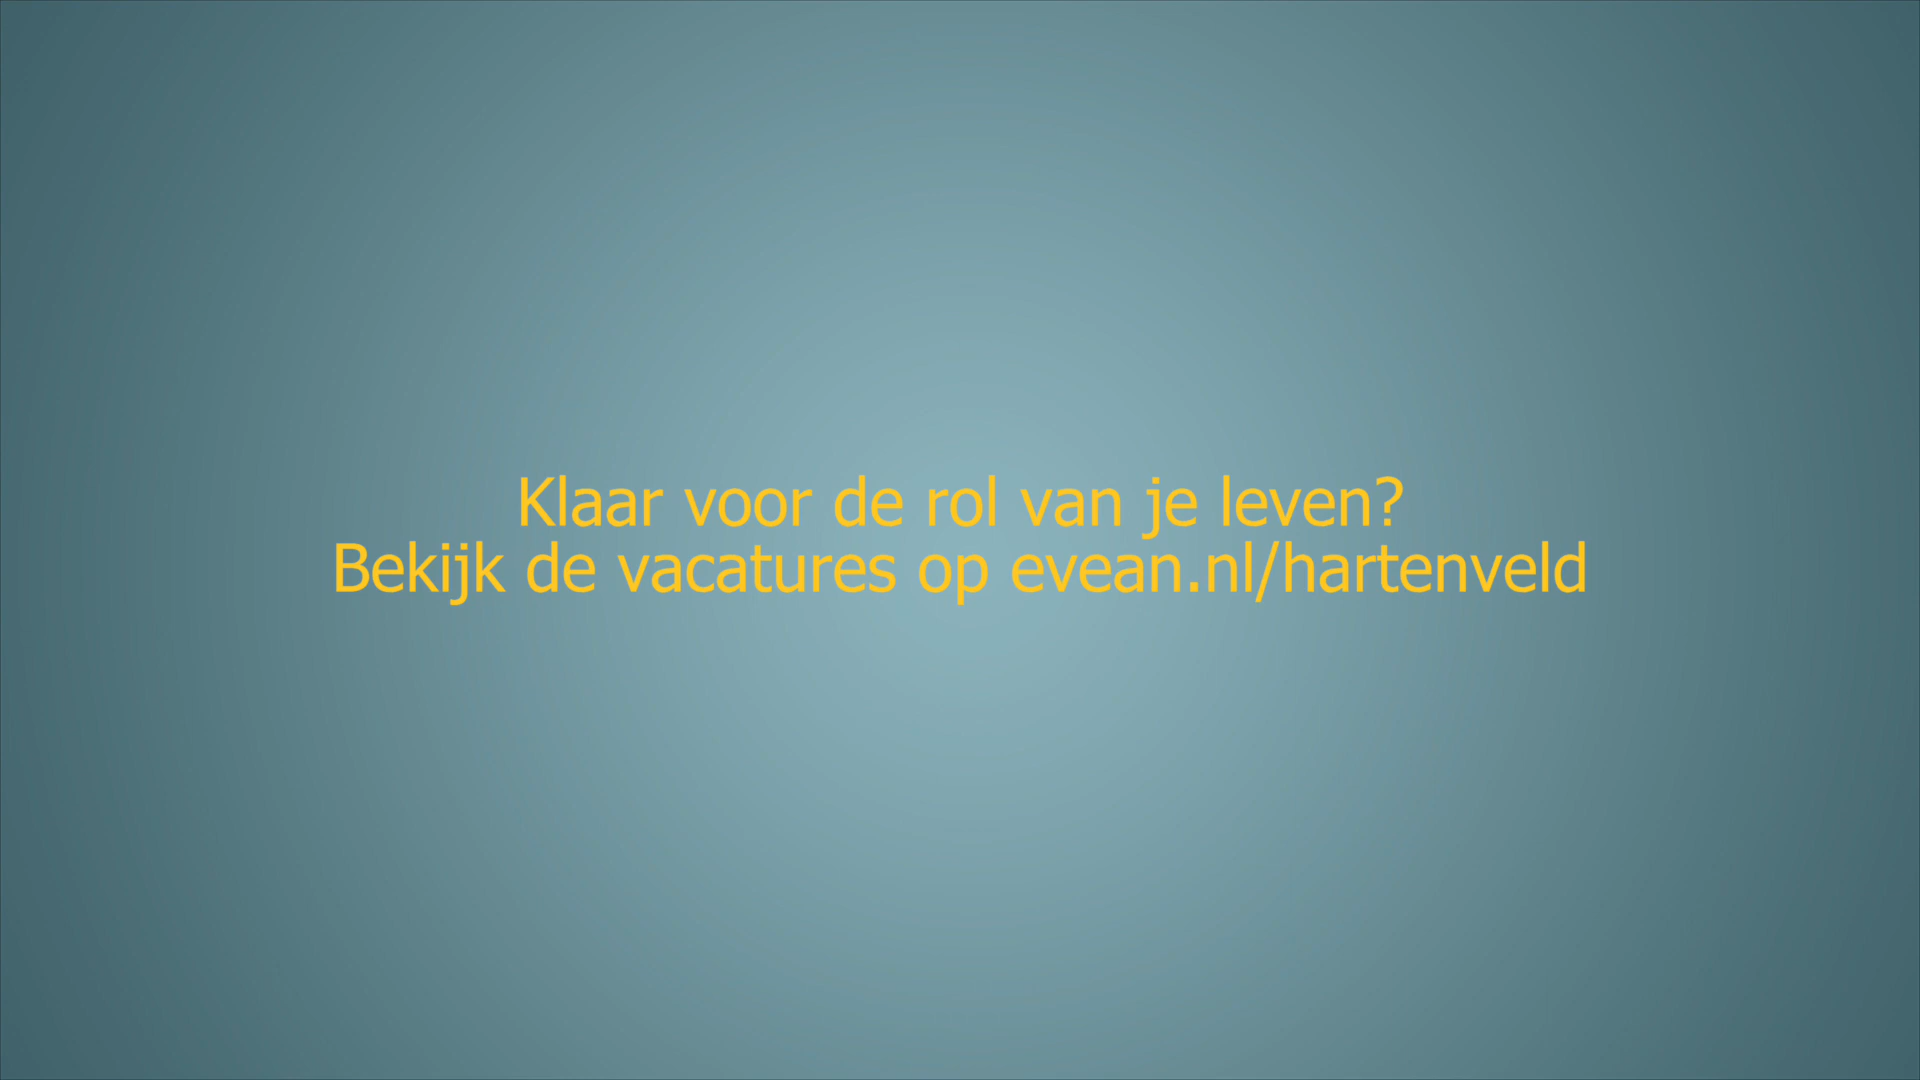 Klaar voor de rol van je leven?
Bekijk de vacatures op evean.nl/hartenveld